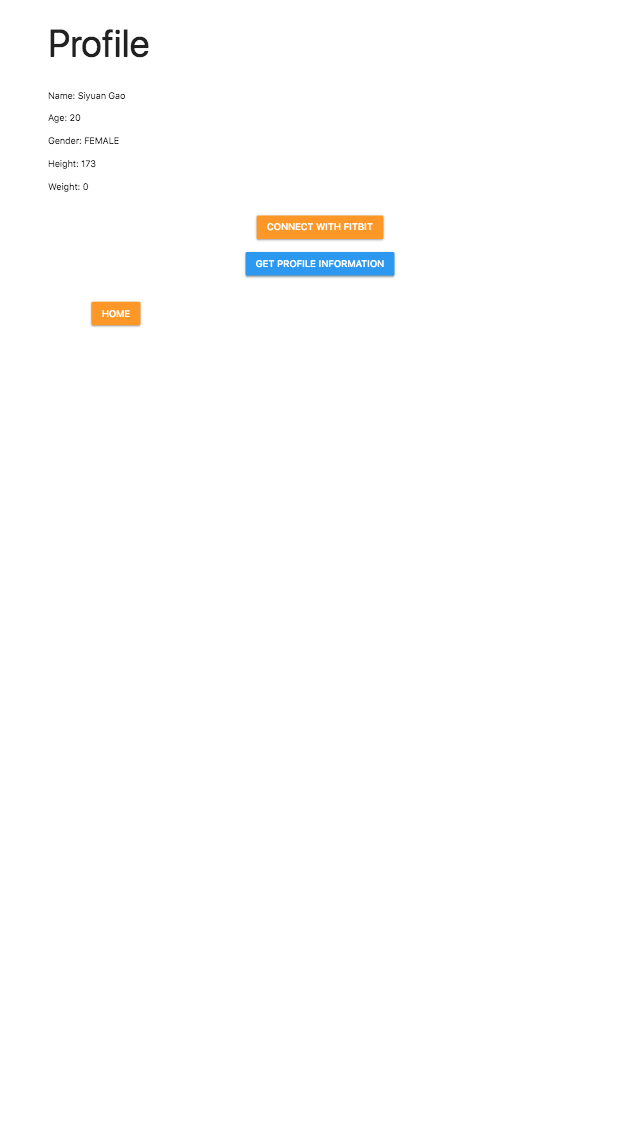 Profile
Name: Siyuan Gao
Age: 20
Gender: FEMALE
Height: 173
Weight: 0
CONNECT WITH FITBIT
GET PROFILE INFORMATION
HOME